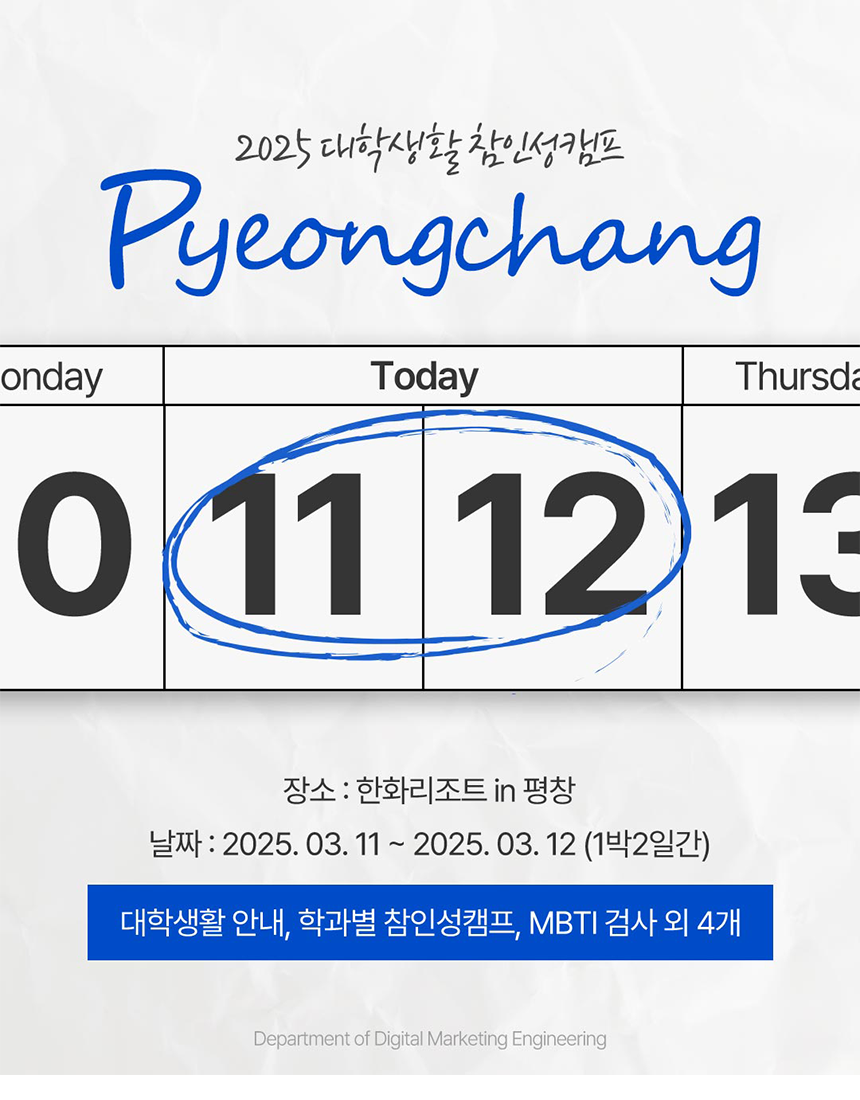 2025 대학생활 참인성캠프
Pyeongchang
onday Today Thursda
0 11 12 13
장소 : 한화리조트 in 평창
날짜 : 2025. 03. 11 ~ 2025. 03. 12 (1박2일간)
대학생활 안내, 학과별 참인성캠프, MBTI 검사 외 4개
Department of Digital Marketing Engineering